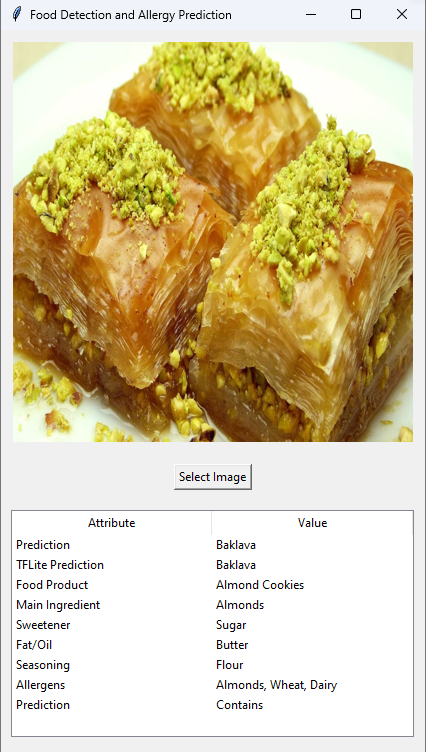 Food Detection and Allergy Prediction
Select Image
Attribute Value
Prediction Baklava
TFLite Prediction Baklava
Food Product Almond Cookies
Main Ingredient Almonds
Sweetener Sugar
Fat/Oil Butter
Seasoning Flour
Allergens Almonds, Wheat, Dairy
Prediction Contains